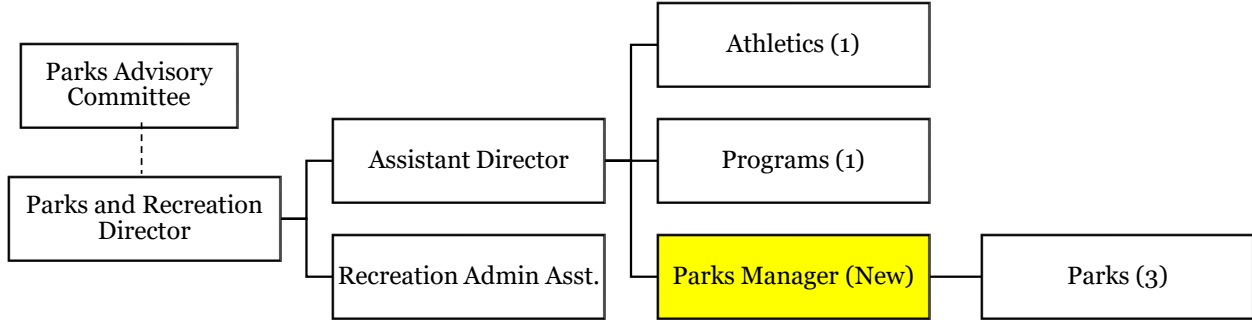 Parks Advisory
Committee
Parks and Recreation
Director
Assistant Director
Recreation Admin Asst.
Athletics (1)
Programs (1)
Parks Manager (New)
Parks (3)